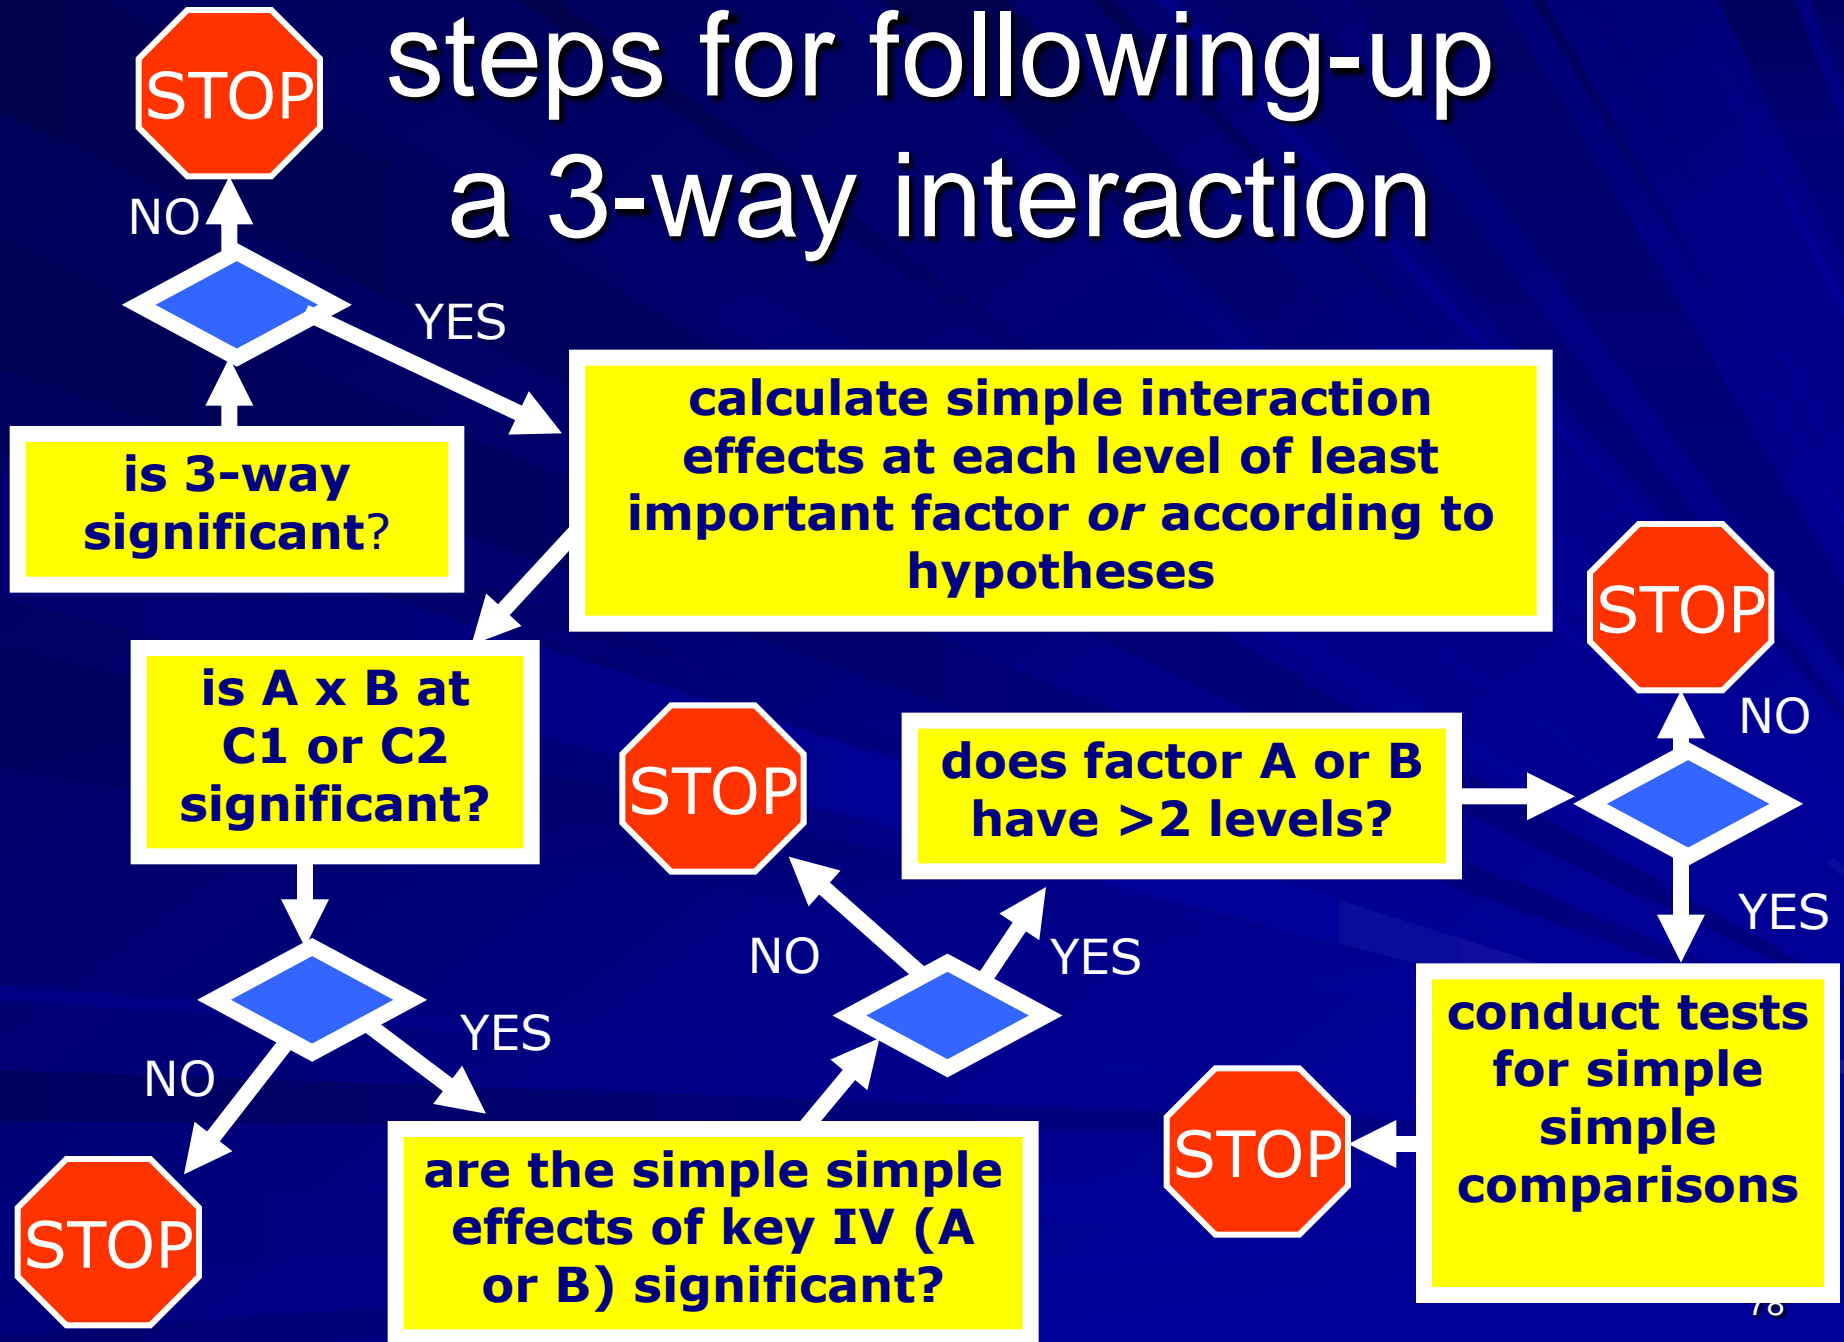 steps for following-up
a 3-way interaction
STOP
NO
YES
is 3-way
significant?
calculate simple interaction
effects at each level of least
important factor or according to
hypotheses
is A x B at
C1 or C2
significant?
NO
YES
STOP
are the simple simple
effects of key IV (A
or B) significant?
NO
YES
STOP
does factor A or B
have >2 levels?
STOP
NO
YES
conduct tests
for simple
simple
comparisons
STOP
78